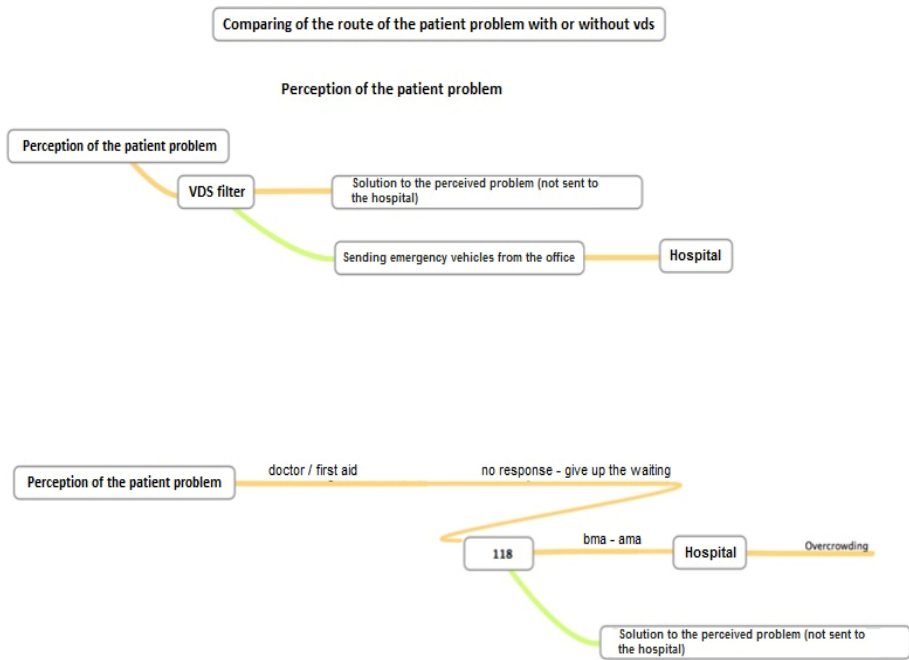 Comparing of the route of the patient problem with or without vds
Perception of the patient problem
Perception of the patient problem
VDS filter
Solution to the perceived problem (not sent to
the hospital)
Sending emergency vehicles from the office
Hospital
doctor / first aid
no response - give up the waiting
Perception of the patient problem
118
bma - ama
Hospital
Overcrowding
Solution to the perceived problem (not sent to
the hospital)